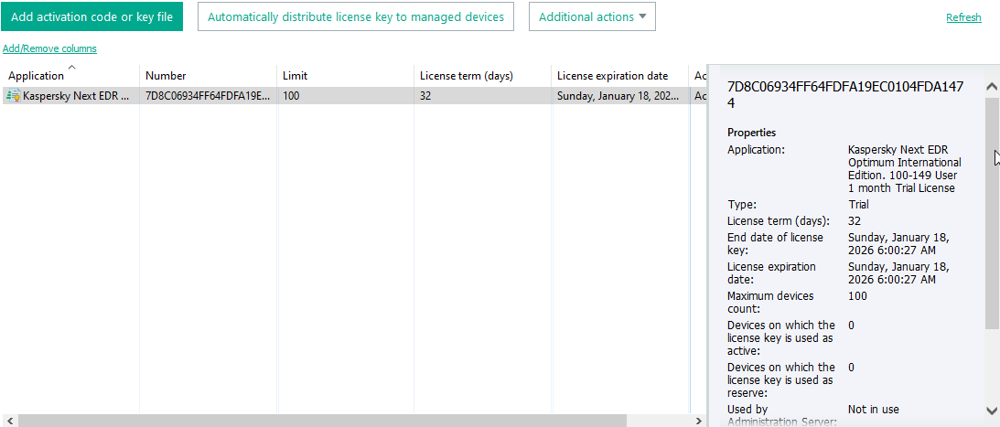 Add activation code or key file
Automatically distribute license key to managed devices
Additional actions
Refresh
Add/Remove columns
Application
Number
Limit
License term (days)
License expiration date
Ac
Kaspersky Next EDR ...
7D8C06934FF64FDFA19E...
100
32
Sunday, January 18, 202...
Ac
7D8C06934FF64FDFA19EC0104FDA147
4
Properties
Application:
Kaspersky Next EDR
Optimum International
Edition. 100-149 User
1 month Trial License
Type:
Trial
License term (days):
32
End date of license
key:
Sunday, January 18,
2026 6:00:27 AM
License expiration
date:
Sunday, January 18,
2026 6:00:27 AM
Maximum devices
count:
100
Devices on which the
license key is used as
active:
0
Devices on which the
license key is used as
reserve:
0
Used by
Administration Server:
Not in use